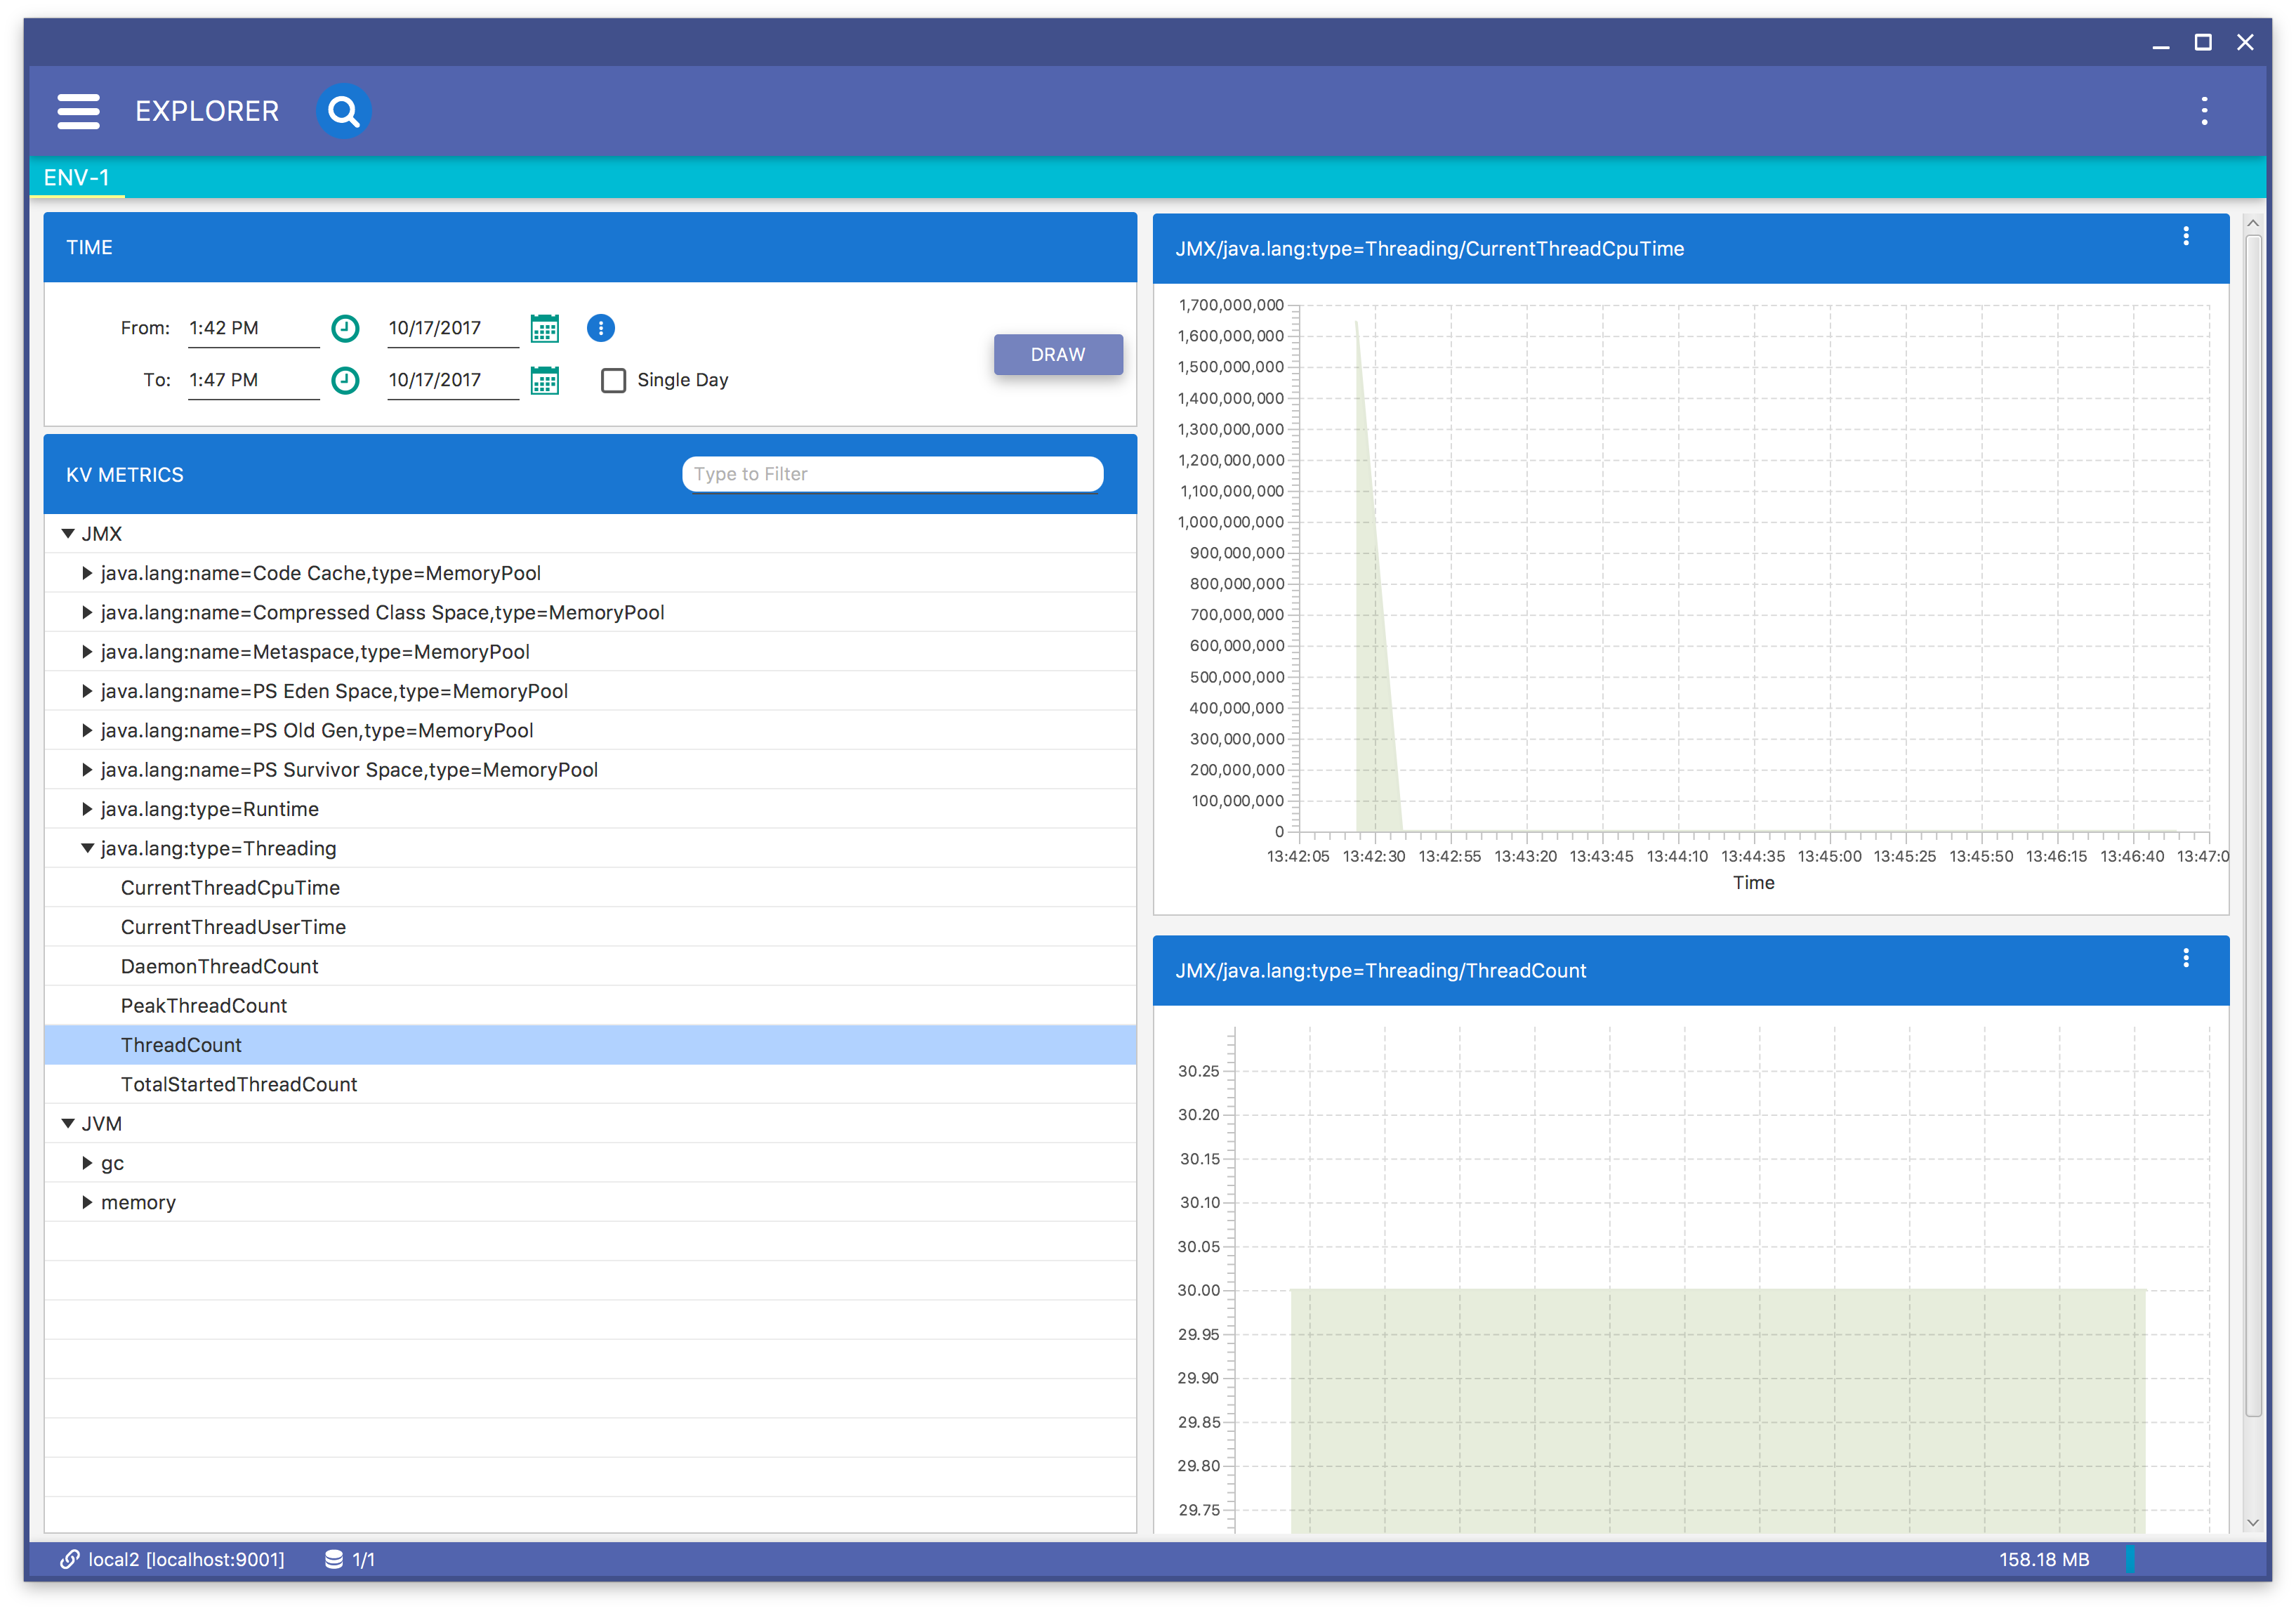 EXPLORER
ENV-1
TIME
From: 1:42 PM 10/17/2017
To: 1:47 PM 10/17/2017 Single Day
DRAW
KV METRICS
Type to Filter
JMX
java.lang:name=Code Cache,type=MemoryPool
java.lang:name=Compressed Class Space,type=MemoryPool
java.lang:name=Metaspace,type=MemoryPool
java.lang:name=PS Eden Space,type=MemoryPool
java.lang:name=PS Old Gen,type=MemoryPool
java.lang:name=PS Survivor Space,type=MemoryPool
java.lang:type=Runtime
java.lang:type=Threading
CurrentThreadCpuTime
CurrentThreadUserTime
DaemonThreadCount
PeakThreadCount
ThreadCount
TotalStartedThreadCount
JVM
gc
memory
JMX/java.lang:type=Threading/CurrentThreadCpuTime
1,700,000,000
1,600,000,000
1,500,000,000
1,400,000,000
1,300,000,000
1,200,000,000
1,100,000,000
1,000,000,000
900,000,000
800,000,000
700,000,000
600,000,000
500,000,000
400,000,000
300,000,000
200,000,000
100,000,000
0
13:42:05 13:42:30 13:42:55 13:43:20 13:43:45 13:44:10 13:44:35 13:45:00 13:45:25 13:45:50 13:46:15 13:46:40 13:47:0
Time
JMX/java.lang:type=Threading/ThreadCount
30.25
30.20
30.15
30.10
30.05
30.00
29.95
29.90
29.85
29.80
29.75
local2 [localhost:9001] 1/1
158.18 MB